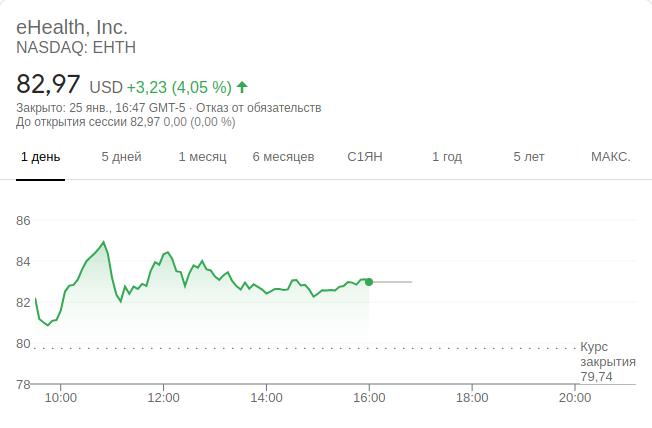 eHealth, Inc.
NASDAQ: EHTH
82,97 USD +3,23 (4,05 %)
Закрыто: 25 янв., 16:47 GMT-5 · Отказ от обязательств
До открытия сессии 82,97 0,00 (0,00 %)
1 день 5 дней 1 месяц 6 месяцев С1ЯН 1 год 5 лет МАКС.
86
84
82
80
Курс
закрытия
79,74
78
10:00 12:00 14:00 16:00 18:00 20:00